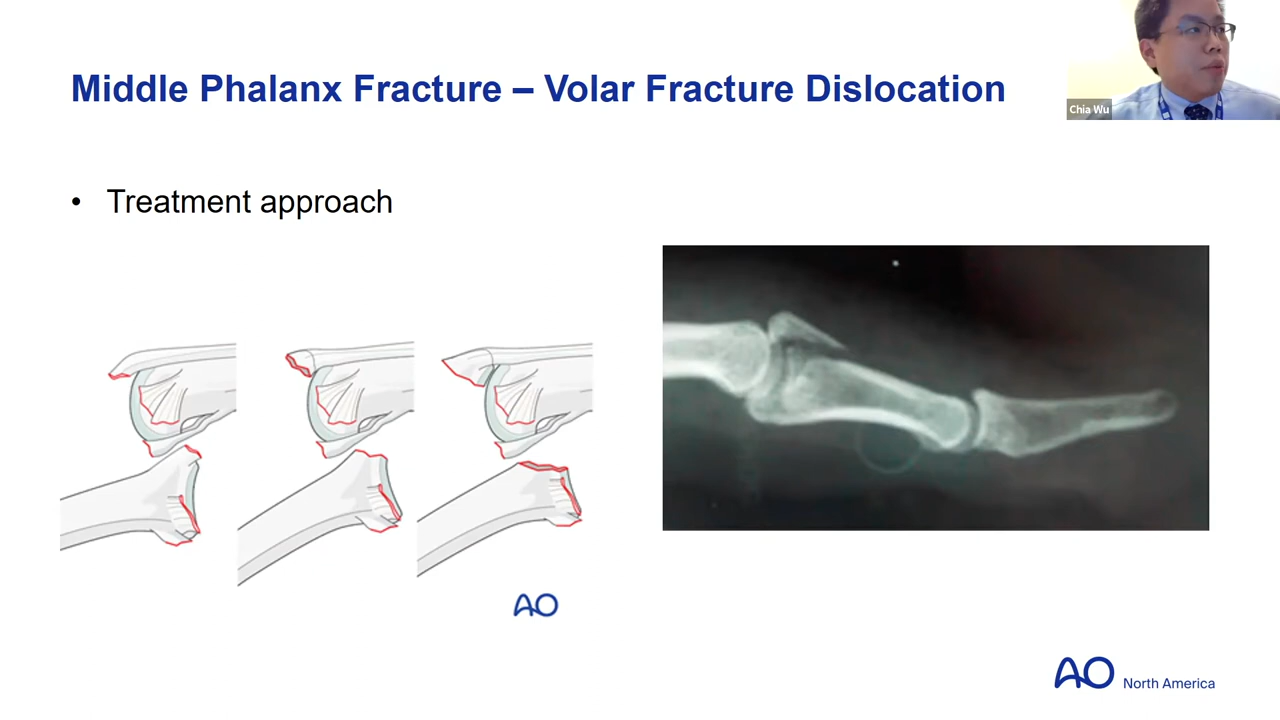 Middle Phalanx Fracture – Volar Fracture Dislocation
Chia Wu
• Treatment approach
AO
AO North America